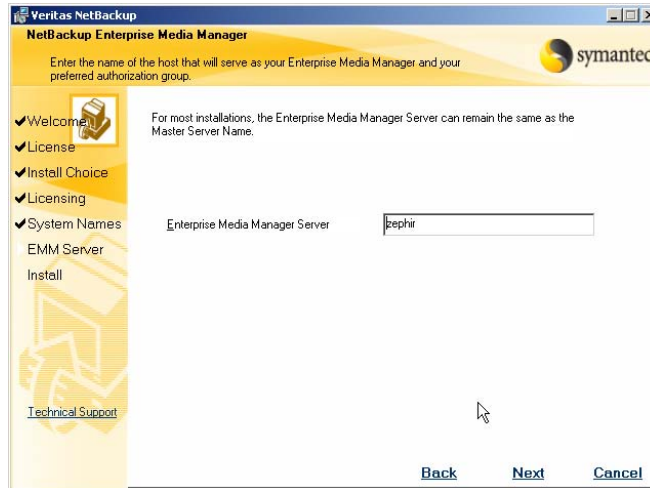 Veritas NetBackup
NetBackup Enterprise Media Manager
Enter the name of the host that will serve as your Enterprise Media Manager and your
preferred authorization group.
symantec
Welcome
License
Install Choice
Licensing
System Names
EMM Server
Install
Technical Support
For most installations, the Enterprise Media Manager Server can remain the same as the
Master Server Name.
Enterprise Media Manager Server
zephir
Back
Next
Cancel